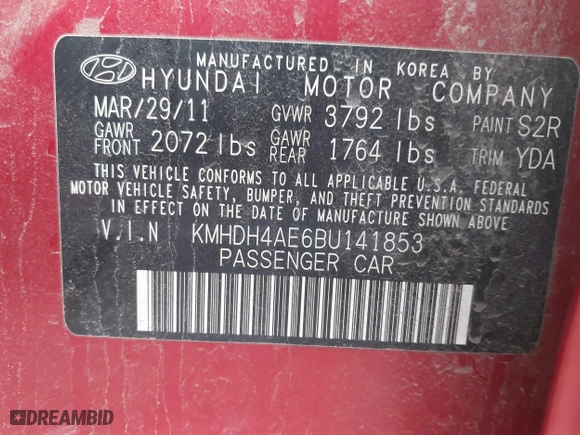 MANUFACTURED IN KOREA BY
HYUNDAI MOTOR COMPANY
MAR/29/11 GVWR 3792 lbs PAINT S2R
GAWR FRONT 2072 lbs GAWR REAR 1764 lbs TRIM YDA
THIS VEHICLE CONFORMS TO ALL APPLICABLE U.S.A. FEDERAL
MOTOR VEHICLE SAFETY, BUMPER, AND THEFT PREVENTION STANDARDS
IN EFFECT ON THE DATE OF MANUFACTURE SHOWN ABOVE
V.I.N KMHDH4AE6BU141853
PASSENGER CAR
DREAMBID